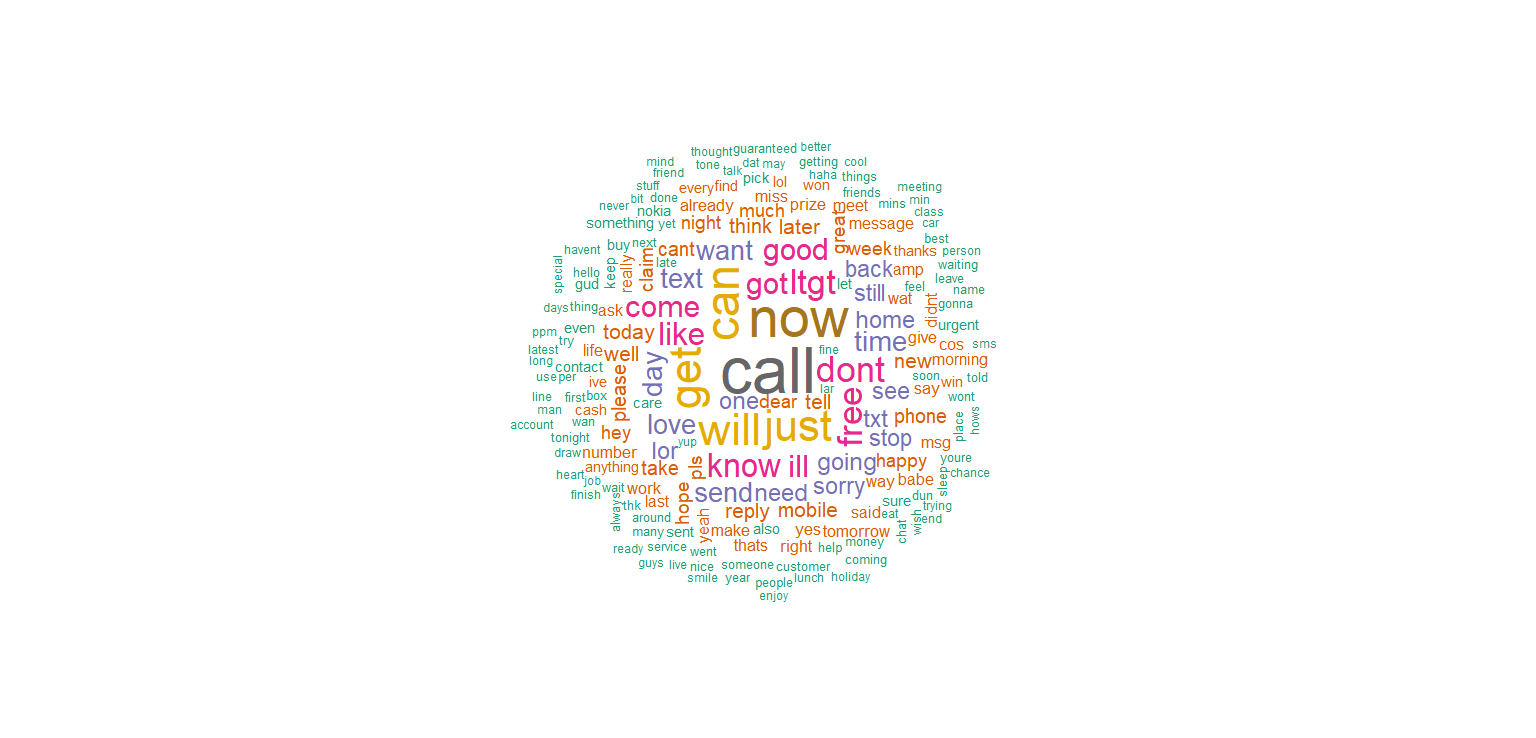 thought guaranteed better
mind tone dat may getting cool
friend talk pick lol haha things
stuff every find miss won friends meeting
never bit done already much prize meet mins min
nokia night think later great message class
something yet car
havent buy next cant want good week thanks best person
special hello late really claim text back amp waiting
gud keep got ltgt let still feel leave name
days thing ask come can now wat didnt gonna
ppm even today like home urgent
try time give cos sms
latest life well fine new morning
long contact day get call dont soon told
use per ive please see say win
line first box care one dear tell lar wont
man cash love will just free txt phone place hows
account wan hey lor yup stop msg
tonight
draw number know ill going happy youre
heart anything take pls sleep chance
job wait work send need sorry way babe
finish last hope sure dun trying
always thk reply mobile said eat wish end
around yeah make also yes tomorrow chat
many sent
ready service went thats right help money
guys live nice someone customer coming
smile year people lunch holiday
enjoy